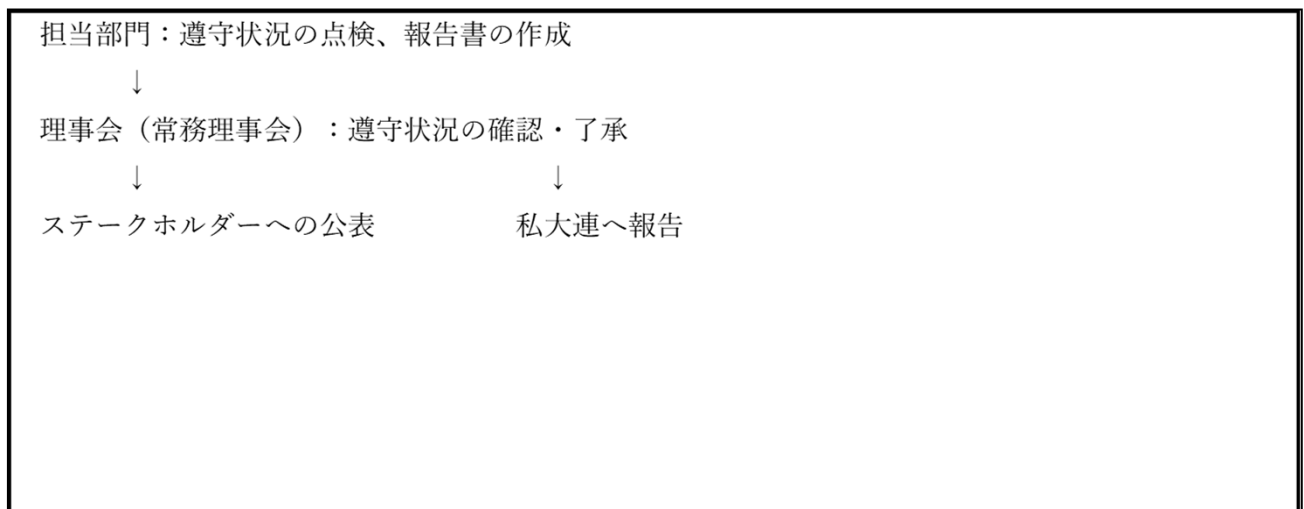 担当部門：遵守状況の点検、報告書の作成
↓
理事会（常務理事会）：遵守状況の確認・了承
↓　　　　　　　　　　　　　　　↓
ステークホルダーへの公表　　　　　私大連へ報告